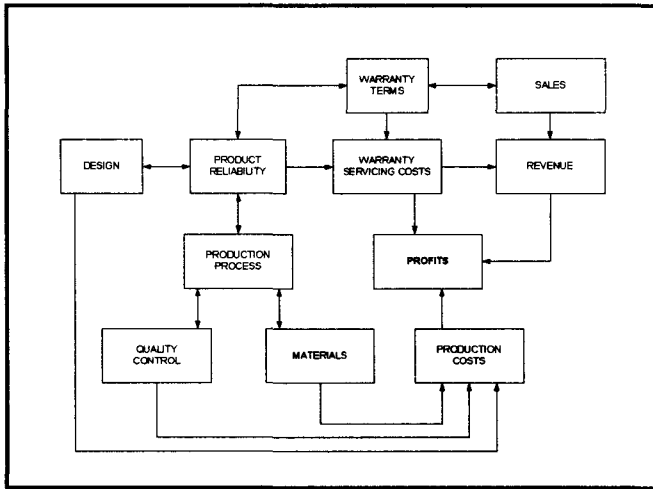 WARRANTY
TERMS
SALES
DESIGN
PRODUCT
RELIABILITY
WARRANTY
SERVICING COSTS
REVENUE
PRODUCTION
PROCESS
PROFITS
QUALITY
CONTROL
MATERIALS
PRODUCTION
COSTS